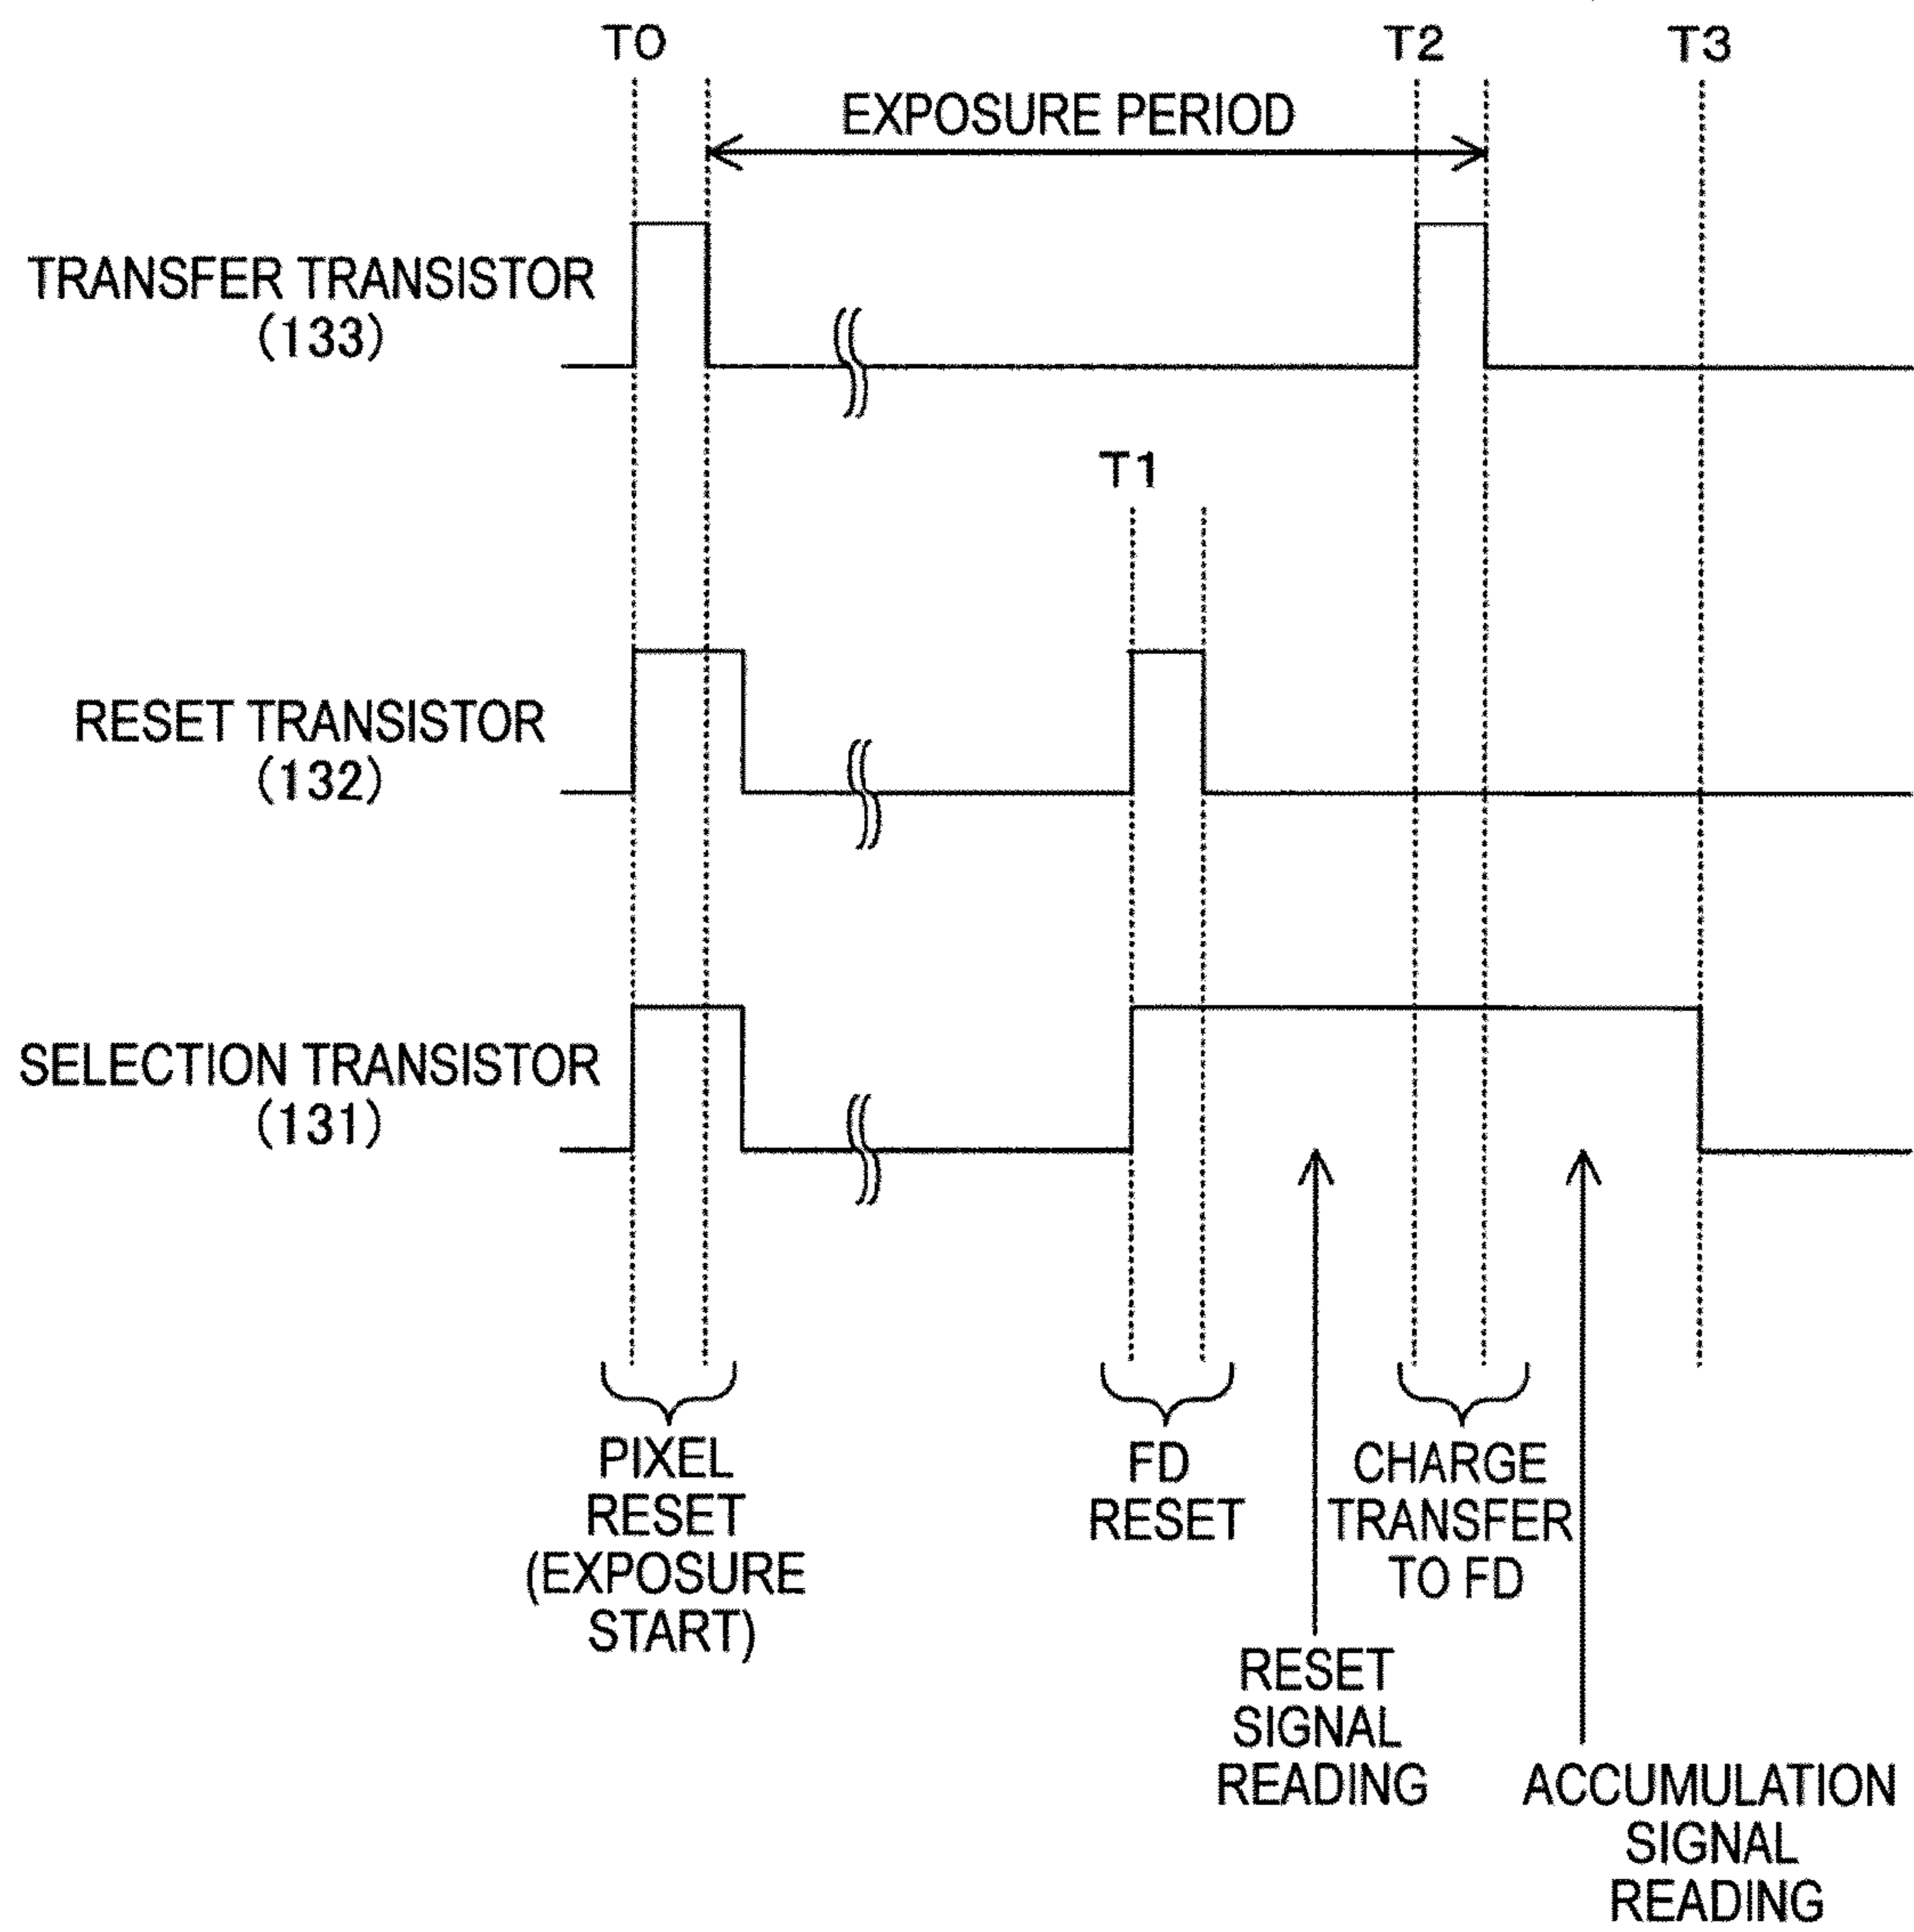 T0
T2
T3
EXPOSURE PERIOD
TRANSFER TRANSISTOR
(133)
T1
RESET TRANSISTOR
(132)
SELECTION TRANSISTOR
(131)
PIXEL
RESET
(EXPOSURE
START)
FD
RESET
CHARGE
TRANSFER
TO FD
RESET
SIGNAL
READING
ACCUMULATION
SIGNAL
READING